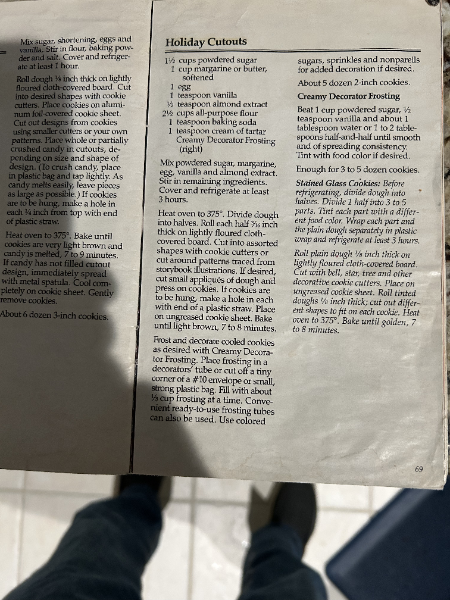 Mix sugar, shortening, eggs and
vanilla. Stir in flour, baking pow-
der and salt. Cover and refriger-
ate at least 1 hour.
Roll dough ⅛ inch thick on lightly
floured cloth-covered board. Cut
into desired shapes with cookie
cutters. Place cookies on alumi-
num foil-covered cookie sheet.
Cut out designs from cookies
using smaller cutters or your own
patterns. Place whole or partially
crushed candy in cutouts, de-
pending on size and shape of
design. (To crush candy, place
in plastic bag and tap lightly. As
candy melts easily, leave pieces
as large as possible.) If cookies
are to be hung, make a hole in
each ¼ inch from top with end
of plastic straw.
Heat oven to 375°. Bake until
cookies are very light brown and
candy is melted, 7 to 9 minutes.
If candy has not filled cutout
design, immediately spread
with metal spatula. Cool com-
pletely on cookie sheet. Gently
remove cookies.
About 6 dozen 3-inch cookies.
Holiday Cutouts
1½ cups powdered sugar
1 cup margarine or butter,
softened
1 egg
1 teaspoon vanilla
½ teaspoon almond extract
2½ cups all-purpose flour
1 teaspoon baking soda
1 teaspoon cream of tartar
Creamy Decorator Frosting
(right)
Mix powdered sugar, margarine,
egg, vanilla and almond extract.
Stir in remaining ingredients.
Cover and refrigerate at least
3 hours.
Heat oven to 375°. Divide dough
into halves. Roll each half 3/16 inch
thick on lightly floured cloth-
covered board. Cut into assorted
shapes with cookie cutters or
cut around patterns traced from
storybook illustrations. If desired,
cut small appliqués of dough and
press on cookies. If cookies are
to be hung, make a hole in each
with end of a plastic straw. Place
on ungreased cookie sheet. Bake
until light brown, 7 to 8 minutes.
Frost and decorate cooled cookies
as desired with Creamy Decora-
tor Frosting. Place frosting in a
decorators' tube or cut off a tiny
corner of a #10 envelope or small,
strong plastic bag. Fill with about
⅓ cup frosting at a time. Conve-
nient ready-to-use frosting tubes
can also be used. Use colored
sugars, sprinkles and nonpareils
for added decoration if desired.
About 5 dozen 2-inch cookies.
Creamy Decorator Frosting
Beat 1 cup powdered sugar, ½
teaspoon vanilla and about 1
tablespoon water or 1 to 2 table-
spoons half-and-half until smooth
and of spreading consistency.
Tint with food color if desired.
Enough for 3 to 5 dozen cookies.
Stained Glass Cookies: Before
refrigerating, divide dough into
halves. Divide 1 half into 3 to 5
parts. Tint each part with a differ-
ent food color. Wrap each part and
the plain dough separately in plastic
wrap and refrigerate at least 3 hours.
Roll plain dough ⅛ inch thick on
lightly floured cloth-covered board.
Cut with bell, star, tree and other
decorative cookie cutters. Place on
ungreased cookie sheet. Roll tinted
doughs ⅛ inch thick; cut out differ-
ent shapes to fit on each cookie. Heat
oven to 375°. Bake until golden, 7
to 8 minutes.
69